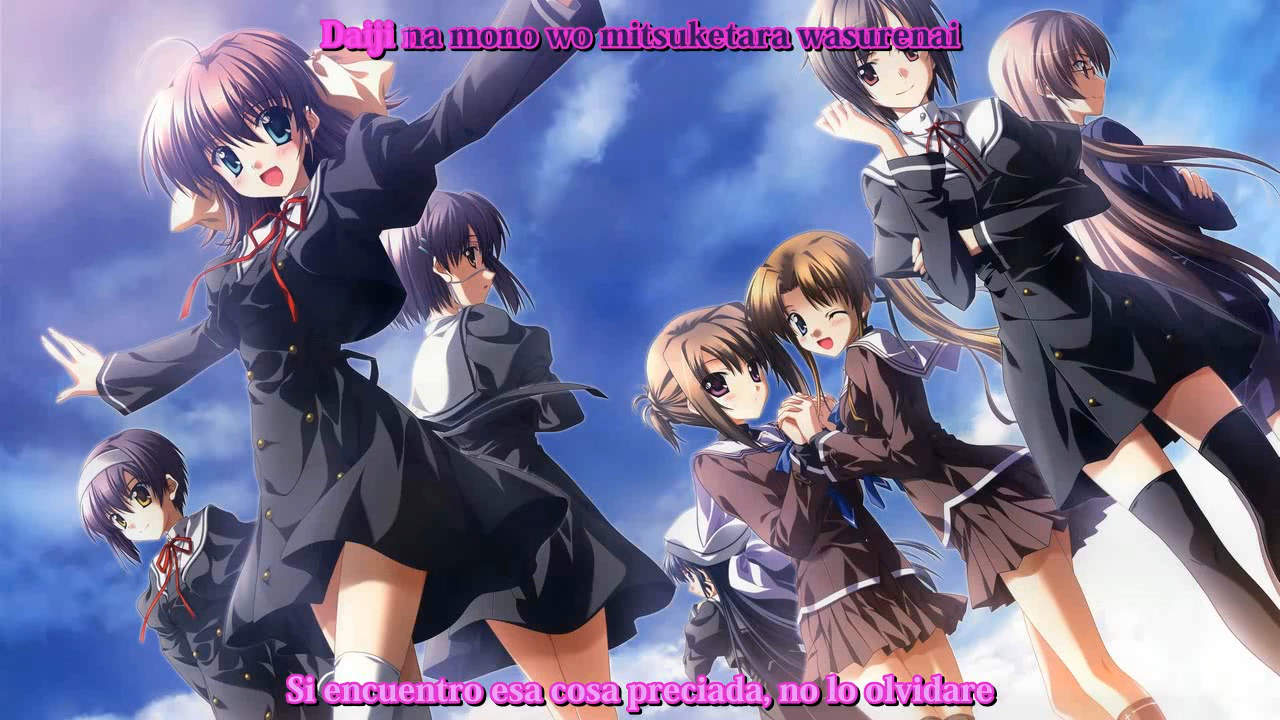 Daiji na mono wo mitsuketara wasurenai
Si encuentro esa cosa preciada, no lo olvidare